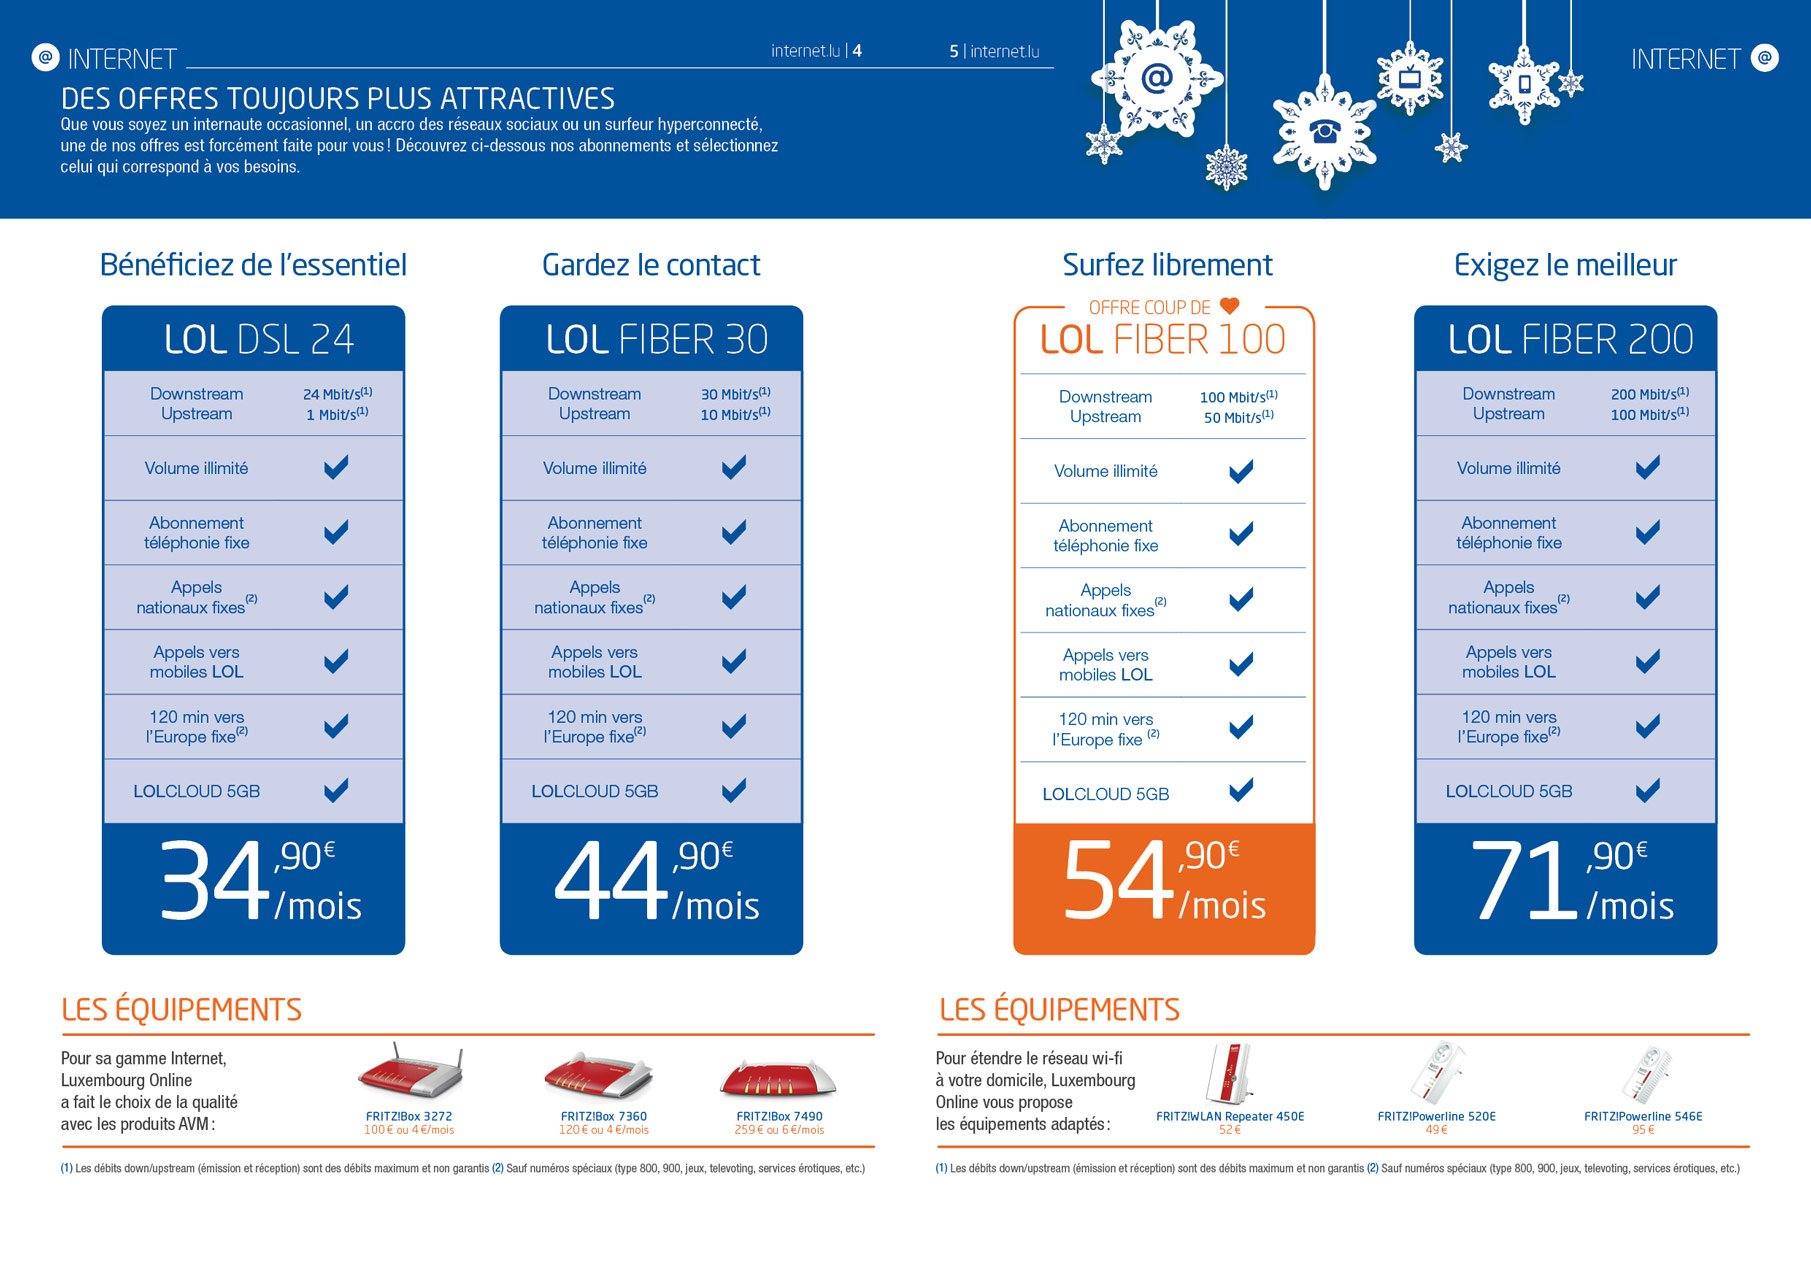 @ INTERNET
internet.lu | 4
5 | internet.lu
INTERNET @
DES OFFRES TOUJOURS PLUS ATTRACTIVES
Que vous soyez un internaute occasionnel, un accro des réseaux sociaux ou un surfeur hyperconnecté,
une de nos offres est forcément faite pour vous ! Découvrez ci-dessous nos abonnements et sélectionnez
celui qui correspond à vos besoins.
@
Bénéficiez de l'essentiel
LOL DSL 24
Downstream 24 Mbit/s(1)
Upstream 1 Mbit/s(1)
Volume illimité
Abonnement
téléphonie fixe
Appels
nationaux fixes(2)
Appels vers
mobiles LOL
120 min vers
l'Europe fixe(2)
LOLCLOUD 5GB
34,90€
/mois
Gardez le contact
LOL FIBER 30
Downstream 30 Mbit/s(1)
Upstream 10 Mbit/s(1)
Volume illimité
Abonnement
téléphonie fixe
Appels
nationaux fixes(2)
Appels vers
mobiles LOL
120 min vers
l'Europe fixe(2)
LOLCLOUD 5GB
44,90€
/mois
Surfez librement
OFFRE COUP DE
LOL FIBER 100
Downstream 100 Mbit/s(1)
Upstream 50 Mbit/s(1)
Volume illimité
Abonnement
téléphonie fixe
Appels
nationaux fixes(2)
Appels vers
mobiles LOL
120 min vers
l'Europe fixe (2)
LOLCLOUD 5GB
54,90€
/mois
Exigez le meilleur
LOL FIBER 200
Downstream 200 Mbit/s(1)
Upstream 100 Mbit/s(1)
Volume illimité
Abonnement
téléphonie fixe
Appels
nationaux fixes(2)
Appels vers
mobiles LOL
120 min vers
l'Europe fixe(2)
LOLCLOUD 5GB
71,90€
/mois
LES ÉQUIPEMENTS
Pour sa gamme Internet,
Luxembourg Online
a fait le choix de la qualité
avec les produits AVM :
FRITZ!Box 3272
100 € ou 4 €/mois
FRITZ!Box 7360
120 € ou 4 €/mois
FRITZ!Box 7490
259 € ou 6 €/mois
(1) Les débits down/upstream (émission et réception) sont des débits maximum et non garantis (2) Sauf numéros spéciaux (type 800, 900, jeux, televoting, services érotiques, etc.)
LES ÉQUIPEMENTS
Pour étendre le réseau wi-fi
à votre domicile, Luxembourg
Online vous propose
les équipements adaptés :
FRITZ!WLAN Repeater 450E
52 €
FRITZ!Powerline 520E
49 €
FRITZ!Powerline 546E
95 €
(1) Les débits down/upstream (émission et réception) sont des débits maximum et non garantis (2) Sauf numéros spéciaux (type 800, 900, jeux, televoting, services érotiques, etc.)